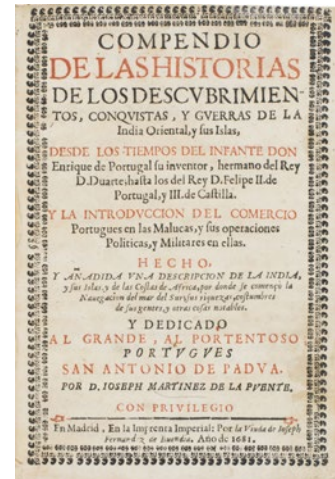 COMPENDIO
DE LAS HISTORIAS
DE LOS DESCVBRIMIEN-
TOS, CONQVISTAS, Y GVERRAS DE LA
India Oriental, y sus Islas,
DESDE LOS TIEMPOS DEL INFANTE DON
Enrique de Portugal su inventor, hermano del Rey
D. Duarte, hasta los del Rey D. Felipe II. de
Portugal, y III. de Castilla.
Y LA INTRODVCCION DEL COMERCIO
Portugues en las Malucas, y sus operaciones
Politicas, y Militares en ellas.
HECHO,
Y AÑADIDA VNA DESCRIPCION DE LA INDIA,
y sus Islas, y de las Costas de Africa, por donde se començò la
Navegacion del mar del Sur; sus riquezas, costumbres
de sus gentes, y otras cosas notables.
Y DEDICADO
AL GRANDE, AL PORTENTOSO
PORTVGVES
SAN ANTONIO DE PADVA.
POR D. IOSEPH MARTINEZ DE LA PVENTE.
CON PRIVILEGIO
En Madrid, En la Imprenta Imperial: Por la Viuda de Ioseph
Fernandez de Buendia. Año de 1681.